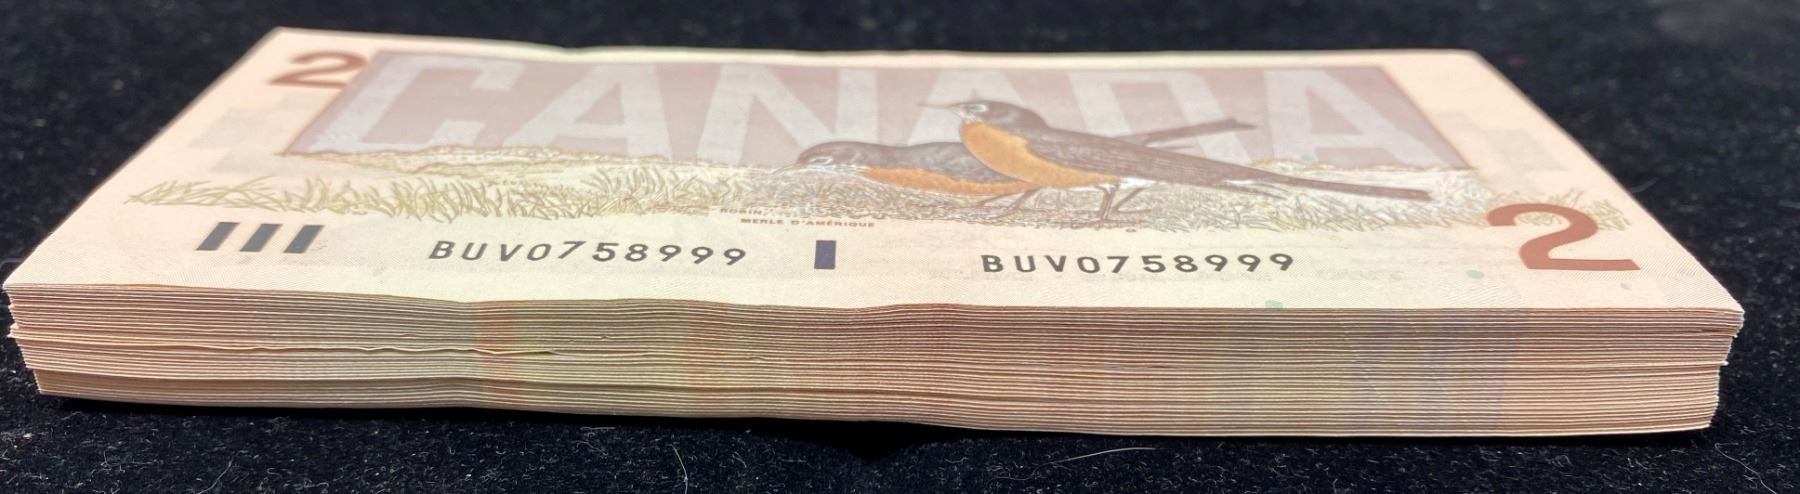 2
CANADA
ROBIN,
MERLE D'AMÉRIQUE
BUV0758999 BUV0758999
2